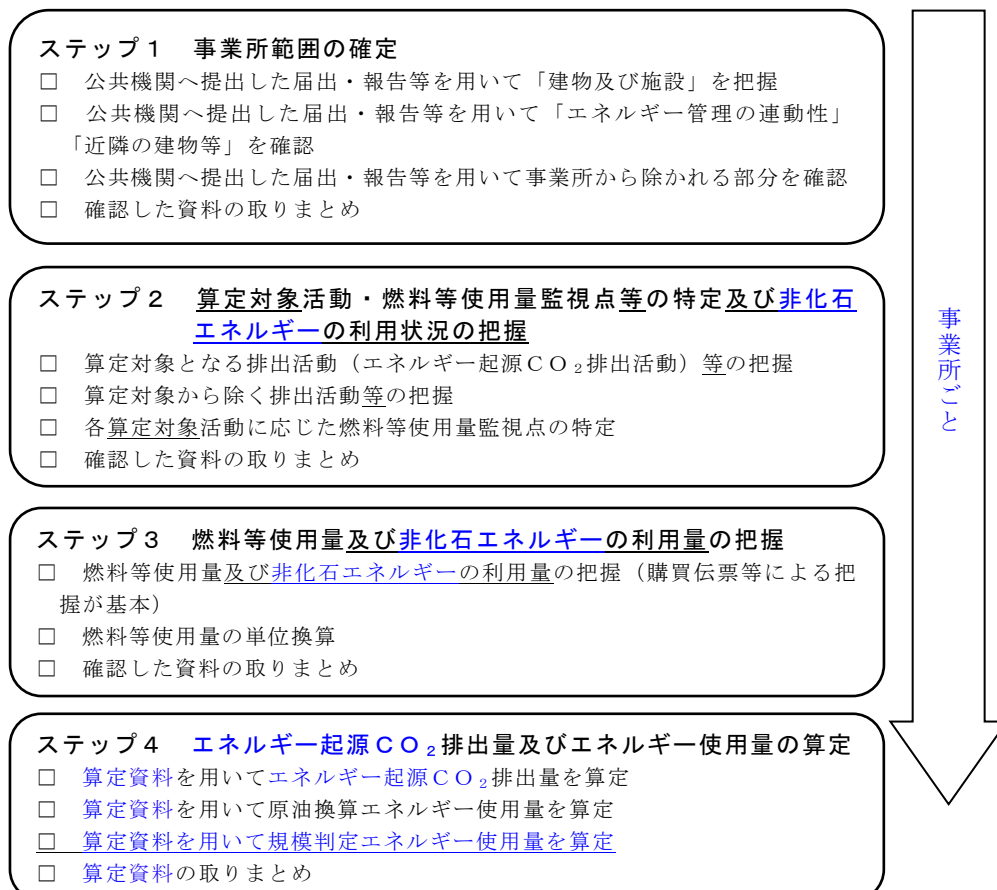 ステップ１　事業所範囲の確定
□　公共機関へ提出した届出・報告等を用いて「建物及び施設」を把握
□　公共機関へ提出した届出・報告等を用いて「エネルギー管理の連動性」
「近隣の建物等」を確認
□　公共機関へ提出した届出・報告等を用いて事業所から除かれる部分を確認
□　確認した資料の取りまとめ
ステップ２　算定対象活動・燃料等使用量監視点等の特定及び非化石
エネルギーの利用状況の把握
□　算定対象となる排出活動（エネルギー起源ＣＯ₂排出活動）等の把握
□　算定対象から除く排出活動等の把握
□　各算定対象活動に応じた燃料等使用量監視点の特定
□　確認した資料の取りまとめ
ステップ３　燃料等使用量及び非化石エネルギーの利用量の把握
□　燃料等使用量及び非化石エネルギーの利用量の把握（購買伝票等による把
握が基本）
□　燃料等使用量の単位換算
□　確認した資料の取りまとめ
ステップ４　エネルギー起源ＣＯ₂排出量及びエネルギー使用量の算定
□　算定資料を用いてエネルギー起源ＣＯ₂排出量を算定
□　算定資料を用いて原油換算エネルギー使用量を算定
□　算定資料を用いて規模判定エネルギー使用量を算定
□　算定資料の取りまとめ
事業所ごと